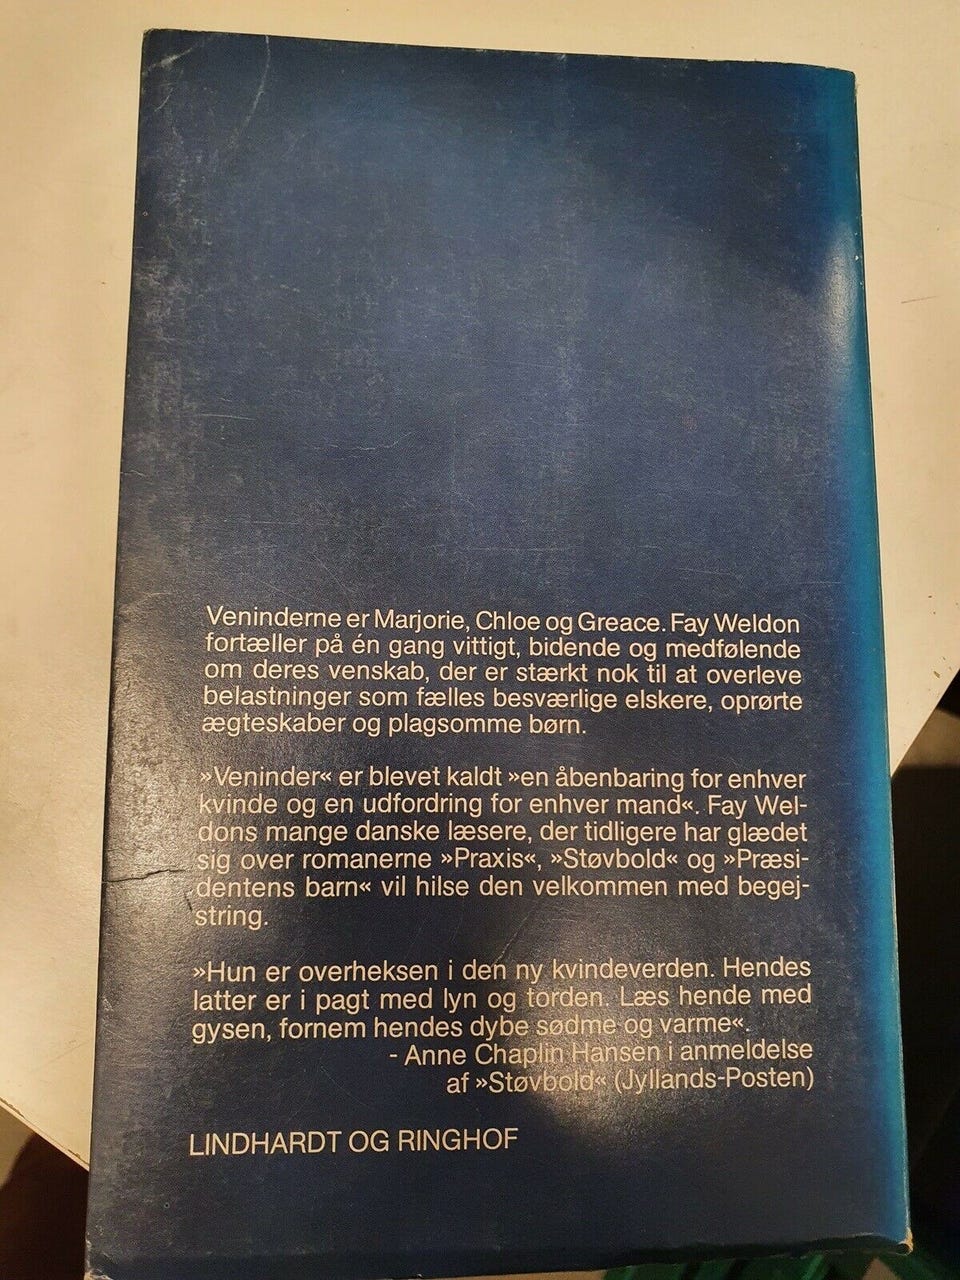 Veninderne er Marjorie, Chloe og Greace. Fay Weldon
fortæller på én gang vittigt, bidende og medfølende
om deres venskab, der er stærkt nok til at overleve
belastninger som fælles besværlige elskere, oprørte
ægteskaber og plagsomme børn.
»Veninder« er blevet kaldt »en åbenbaring for enhver
kvinde og en udfordring for enhver mand«. Fay Wel-
dons mange danske læsere, der tidligere har glædet
sig over romanerne »Praxis«, »Støvbold« og »Præsi-
dentens barn« vil hilse den velkommen med begej-
string.
»Hun er overheksen i den ny kvindeverden. Hendes
latter er i pagt med lyn og torden. Læs hende med
gysen, fornem hendes dybe sødme og varme«.
- Anne Chaplin Hansen i anmeldelse
af »Støvbold« (Jyllands-Posten)
LINDHARDT OG RINGHOF